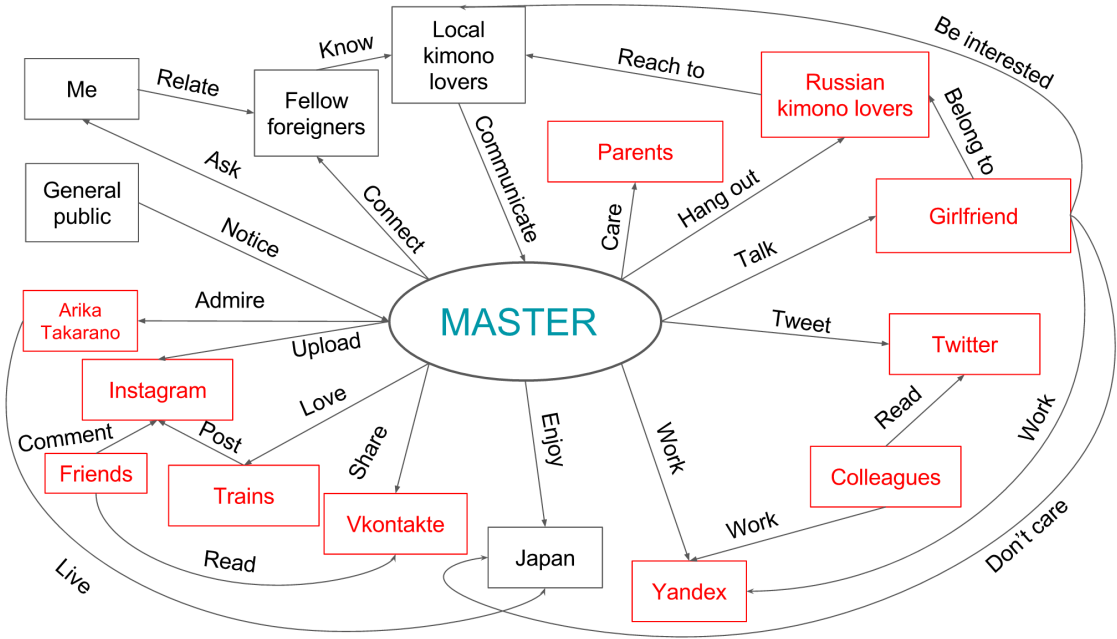 Local
kimono
lovers
Be interested
Know
Reach to
Me
Relate
Fellow
foreigners
Russian
kimono lovers
Belong to
Communicate
Parents
Ask
General
public
Notice
Connect
Care
Hang out
Talk
Girlfriend
Arika
Takarano
Admire
MASTER
Tweet
Twitter
Upload
Instagram
Love
Comment
Post
Share
Enjoy
Work
Read
Work
Friends
Trains
Vkontakte
Colleagues
Work
Read
Japan
Live
Yandex
Don't care